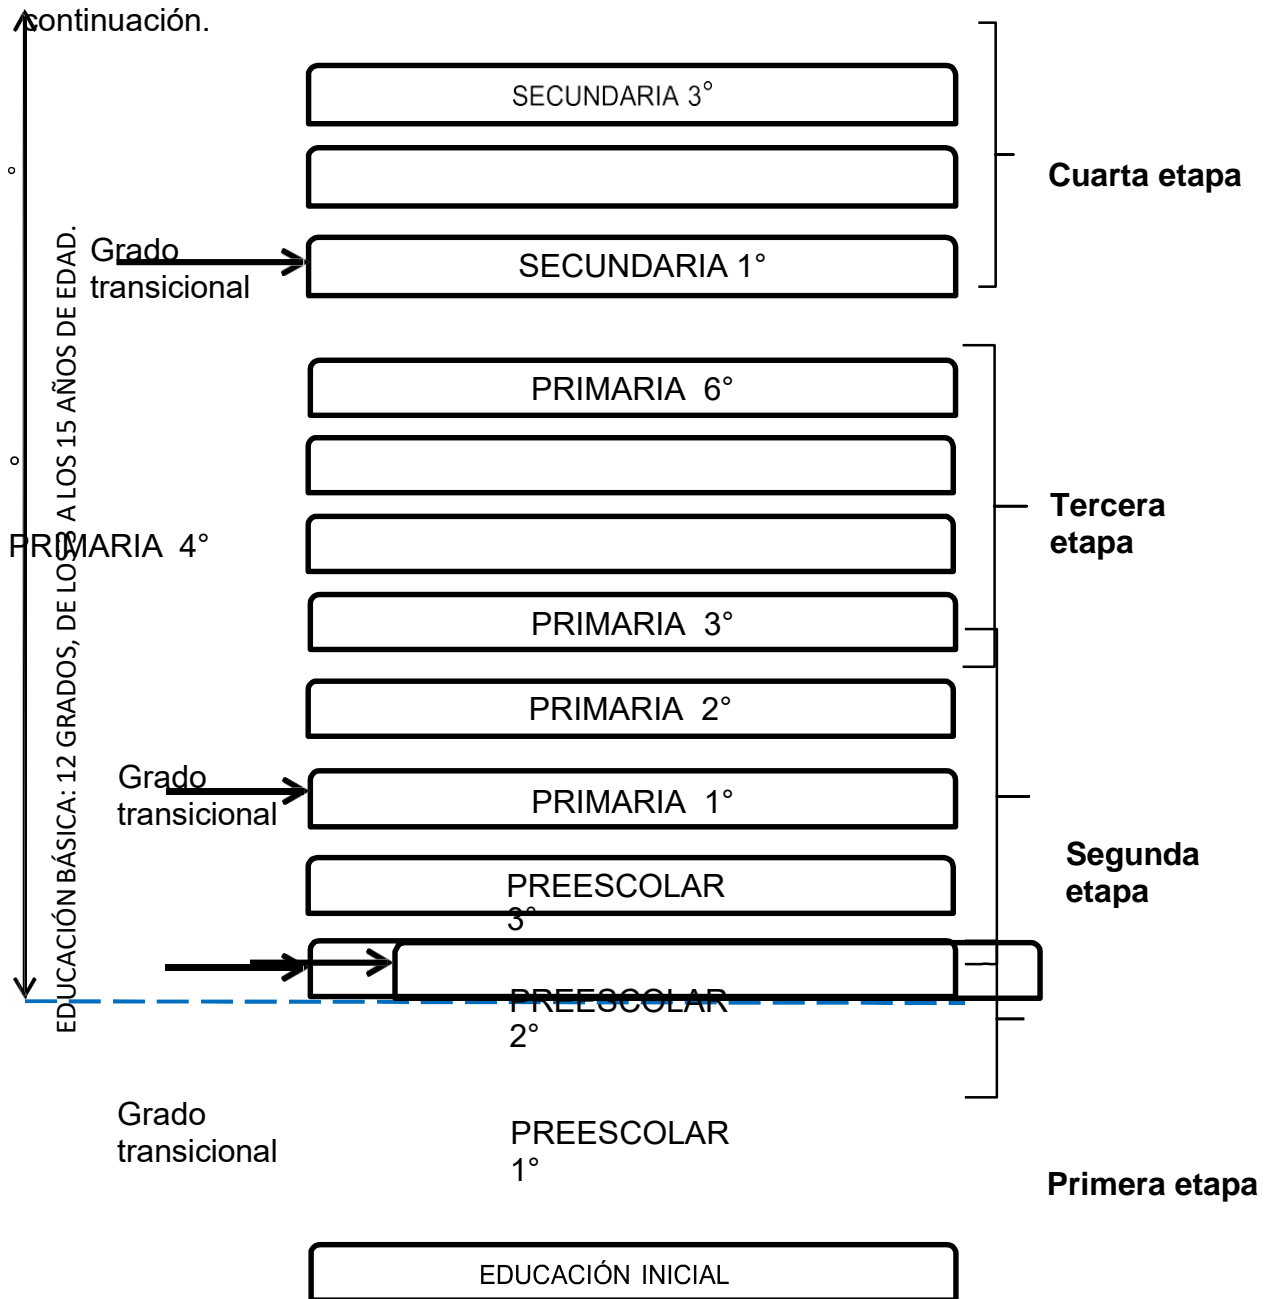 continuación.
SECUNDARIA 3°
°
Cuarta etapa
Grado
transicional
SECUNDARIA 1°
EDUCACIÓN BÁSICA: 12 GRADOS, DE LOS 3 A LOS 15 AÑOS DE EDAD.
PRIMARIA 6°
°
Tercera
etapa
PRIMARIA 4°
PRIMARIA 3°
PRIMARIA 2°
Grado
transicional
PRIMARIA 1°
Segunda
etapa
PREESCOLAR
3°
PREESCOLAR
2°
Grado
transicional
PREESCOLAR
1°
Primera etapa
EDUCACIÓN INICIAL